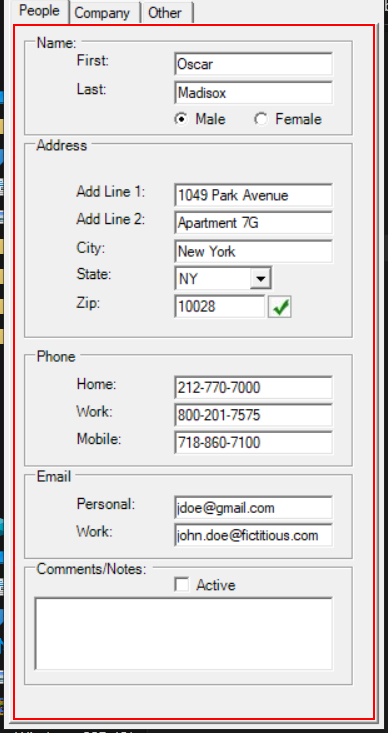 People Company Other
Name:
First: Oscar
Last: Madisox
Male Female
Address
Add Line 1: 1049 Park Avenue
Add Line 2: Apartment 7G
City: New York
State: NY
Zip: 10028
Phone
Home: 212-770-7000
Work: 800-201-7575
Mobile: 718-860-7100
Email
Personal: jdoe@gmail.com
Work: john.doe@fictitious.com
Comments/Notes:
Active